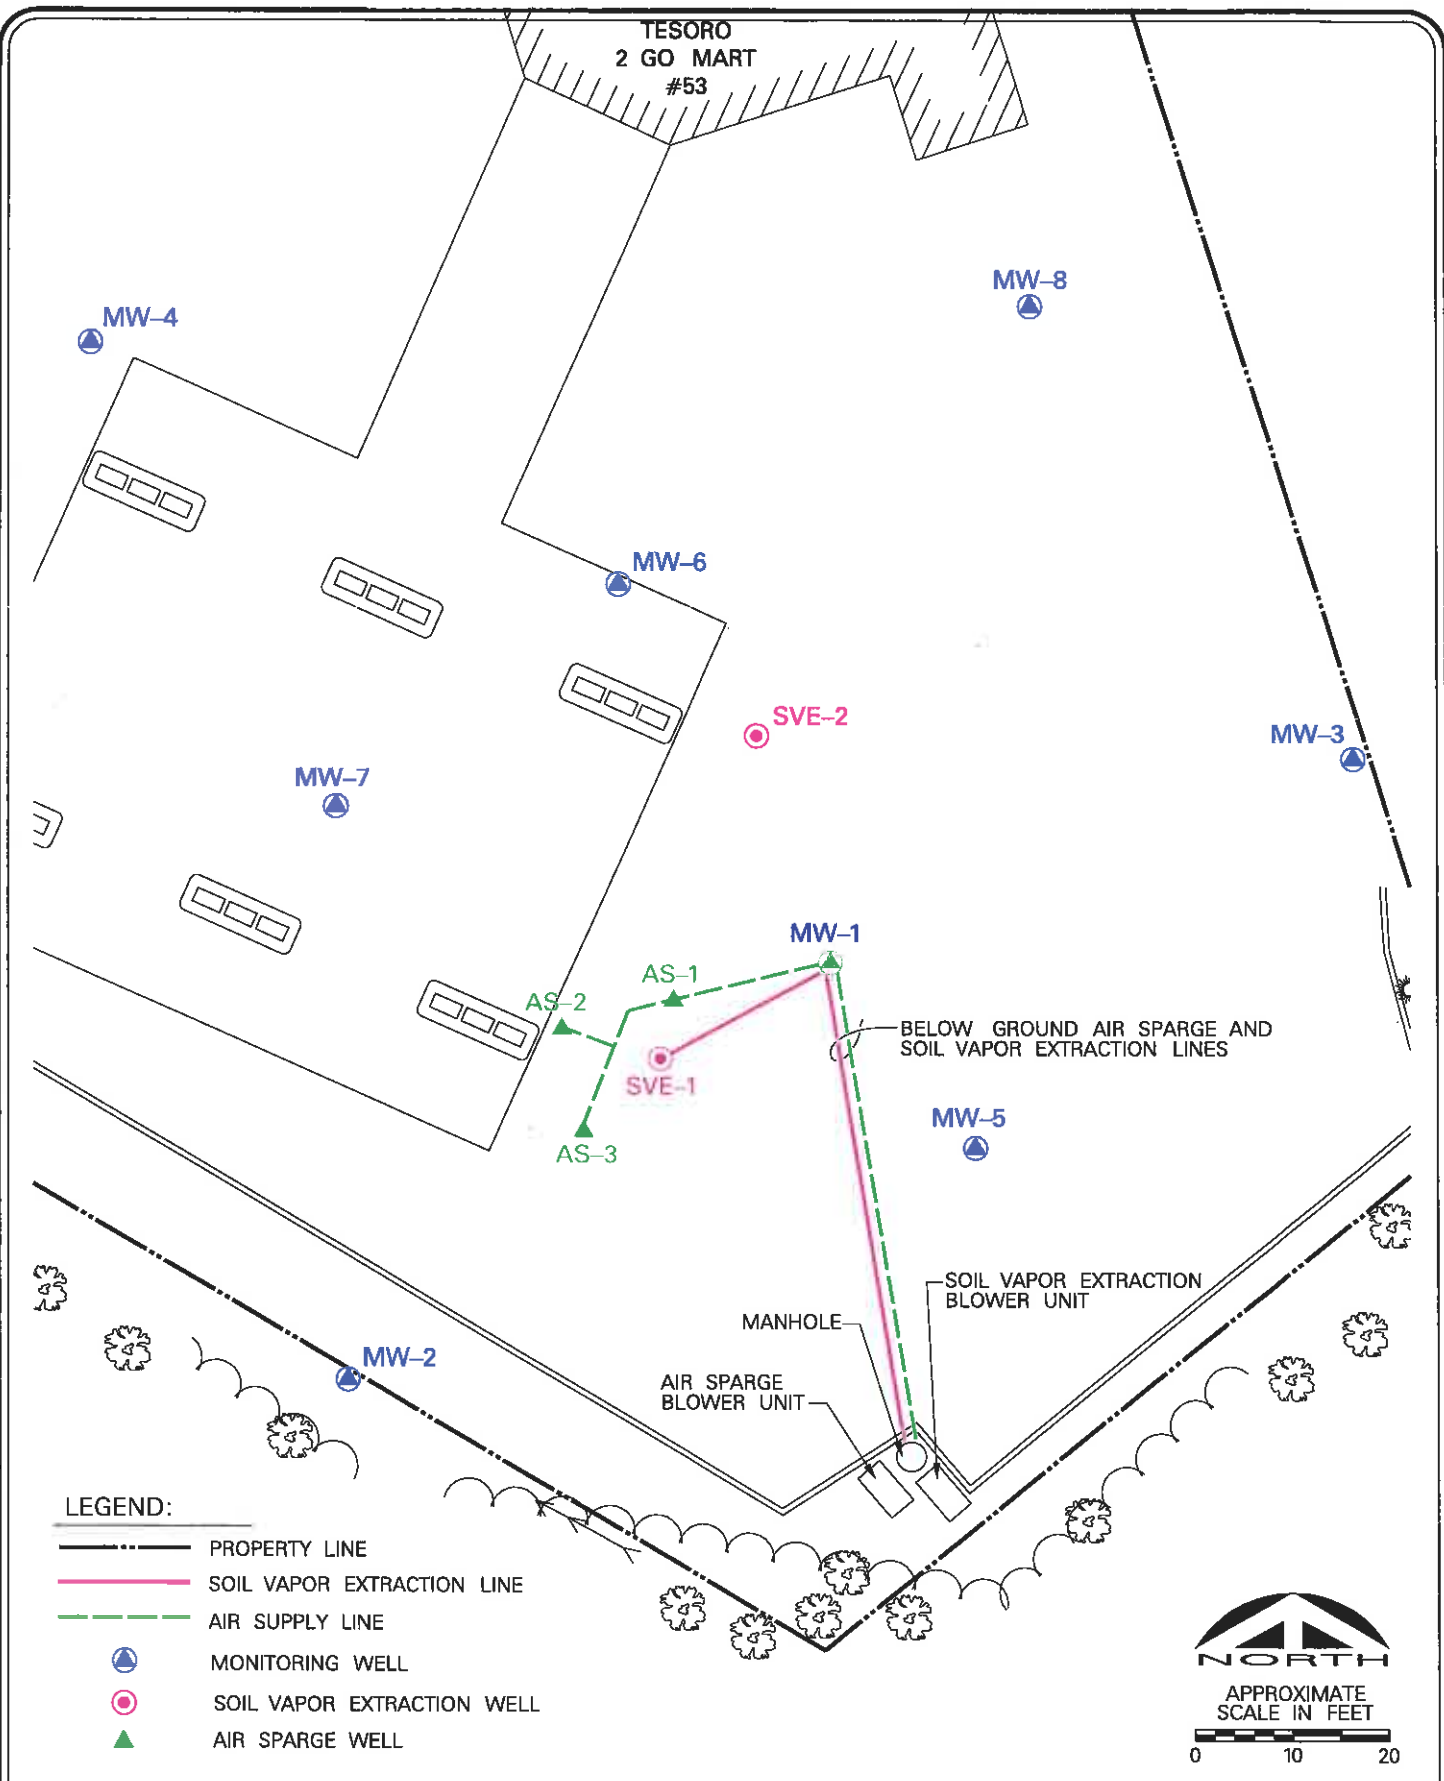 TESORO
2 GO MART
#53
MW-8
MW-4
MW-6
SVE-2
MW-3
MW-7
MW-1
AS-1
AS-2
BELOW GROUND AIR SPARGE AND
SOIL VAPOR EXTRACTION LINES
SVE-1
MW-5
AS-3
SOIL VAPOR EXTRACTION
BLOWER UNIT
MANHOLE
MW-2
AIR SPARGE
BLOWER UNIT
LEGEND:
PROPERTY LINE
SOIL VAPOR EXTRACTION LINE
AIR SUPPLY LINE
MONITORING WELL
SOIL VAPOR EXTRACTION WELL
AIR SPARGE WELL
NORTH
APPROXIMATE
SCALE IN FEET
0 10 20